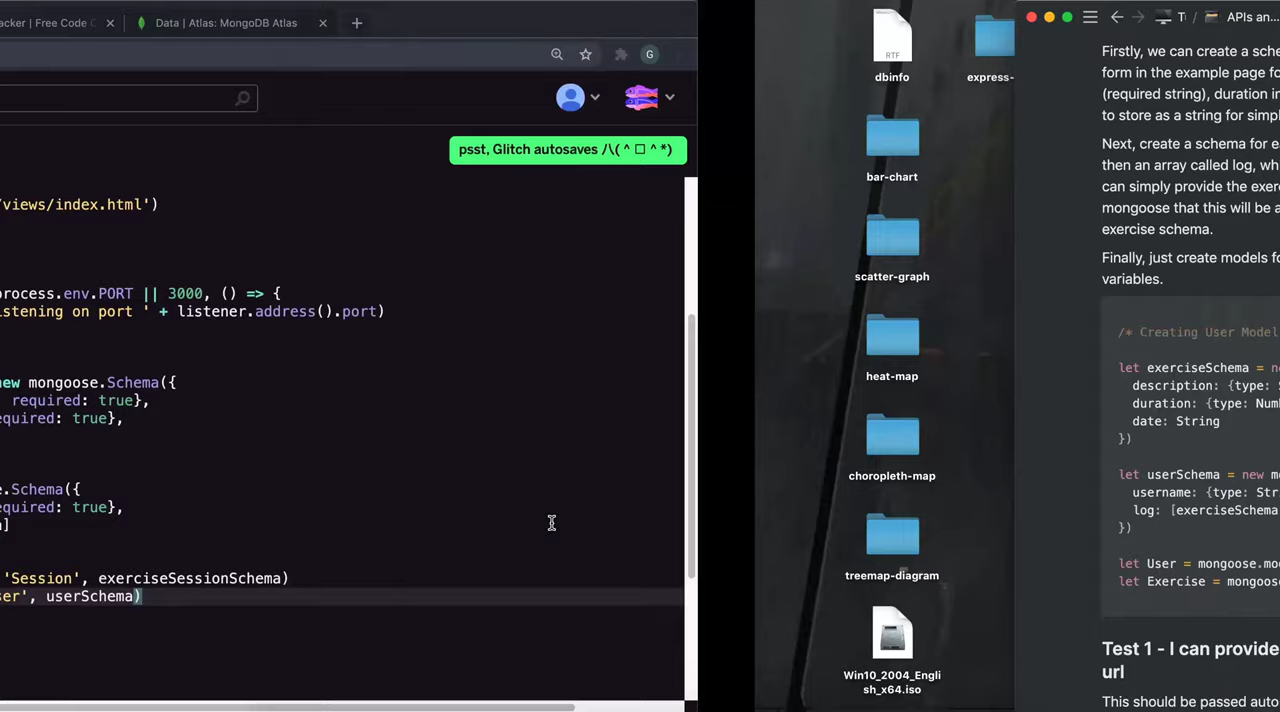 acker | Free Code C
Data | Atlas: MongoDB Atlas
G
psst, Glitch autosaves /\( ^ □ ^ *)
/views/index.html')
process.env.PORT || 3000, () => {
istening on port ' + listener.address().port)
new mongoose.Schema({
required: true},
equired: true},
e.Schema({
equired: true},
a]
'Session', exerciseSessionSchema)
ser', userSchema)
RTF
dbinfo
express-
bar-chart
scatter-graph
heat-map
choropleth-map
treemap-diagram
Win10_2004_Engli
sh_x64.iso
/
APIs an...
Firstly, we can create a sche
form in the example page fo
(required string), duration in
to store as a string for simpl
Next, create a schema for ea
then an array called log, wh
can simply provide the exerc
mongoose that this will be a
exercise schema.
Finally, just create models fo
variables.
/* Creating User Model
let exerciseSchema = ne
description: {type: S
duration: {type: Numb
date: String
})
let userSchema = new mo
username: {type: Stri
log: [exerciseSchema
})
let User = mongoose.mod
let Exercise = mongoose
Test 1 - I can provide
url
This should be passed auto